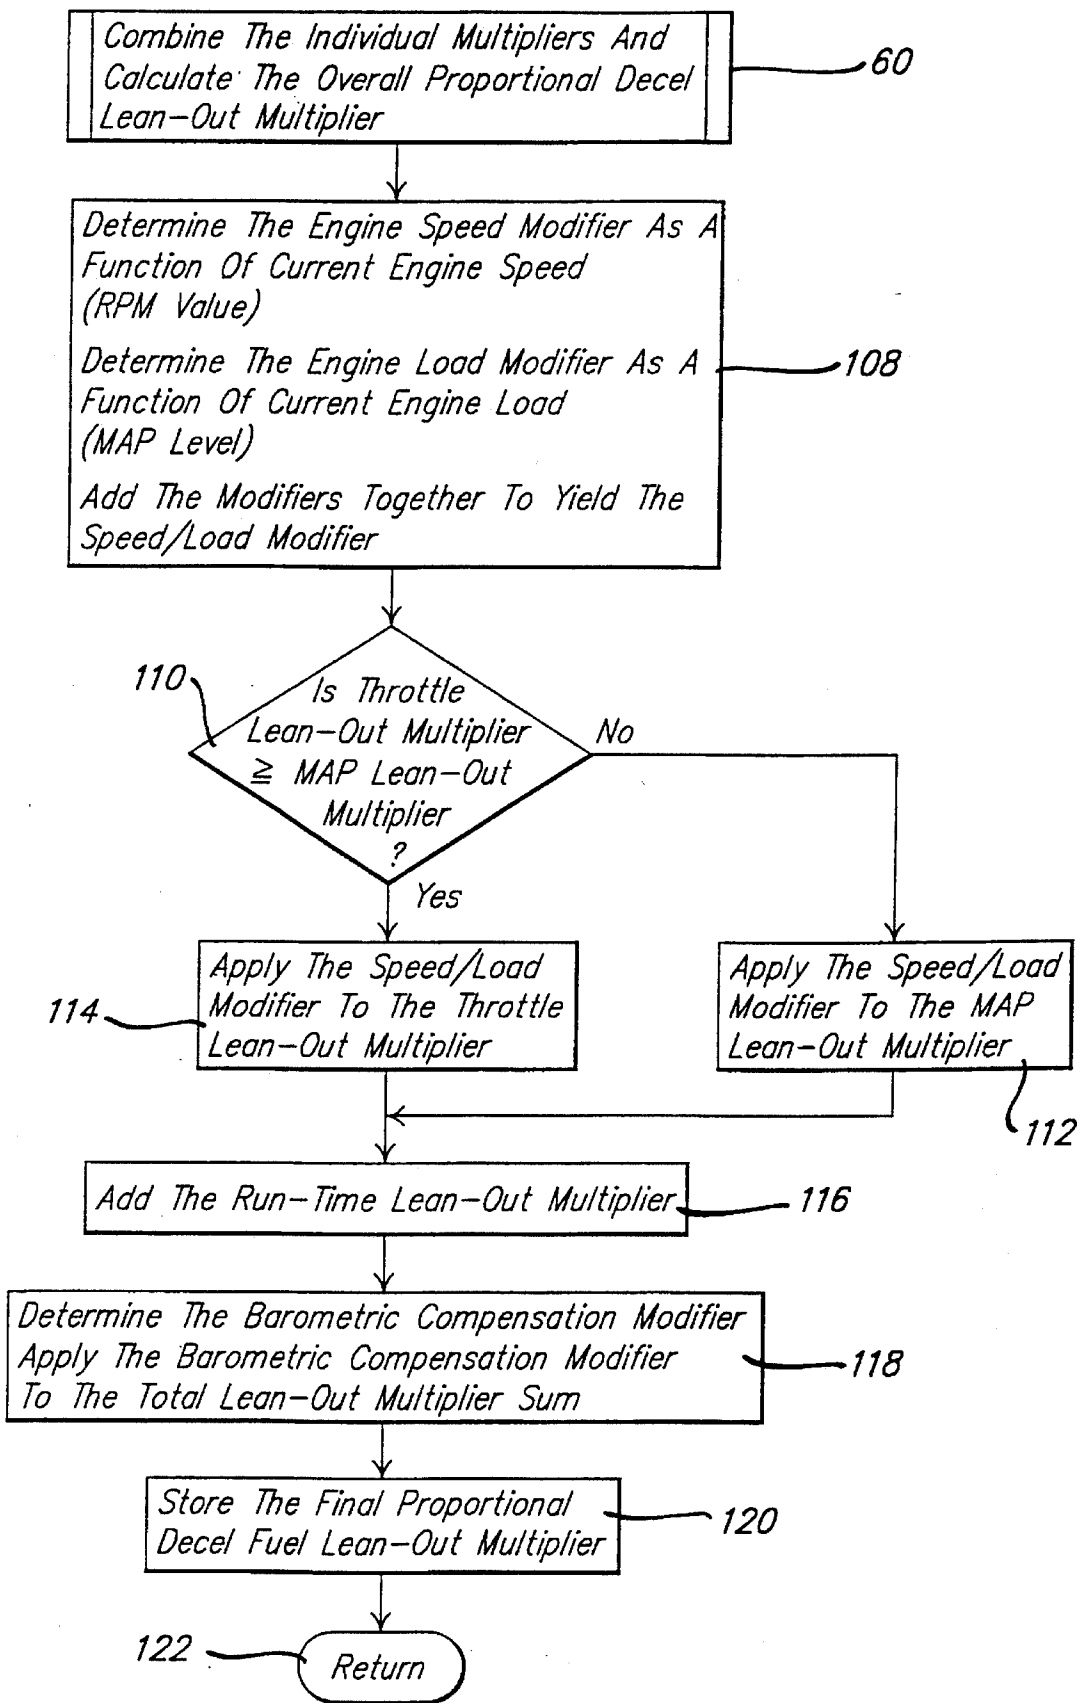 Combine The Individual Multipliers And
Calculate The Overall Proportional Decel
Lean-Out Multiplier
60
Determine The Engine Speed Modifier As A
Function Of Current Engine Speed
(RPM Value)
Determine The Engine Load Modifier As A
Function Of Current Engine Load
(MAP Level)
Add The Modifiers Together To Yield The
Speed/Load Modifier
108
110
Is Throttle
Lean-Out Multiplier
≧ MAP Lean-Out
Multiplier
?
No
Yes
Apply The Speed/Load
Modifier To The Throttle
Lean-Out Multiplier
114
Apply The Speed/Load
Modifier To The MAP
Lean-Out Multiplier
112
Add The Run-Time Lean-Out Multiplier
116
Determine The Barometric Compensation Modifier
Apply The Barometric Compensation Modifier
To The Total Lean-Out Multiplier Sum
118
Store The Final Proportional
Decel Fuel Lean-Out Multiplier
120
122
Return